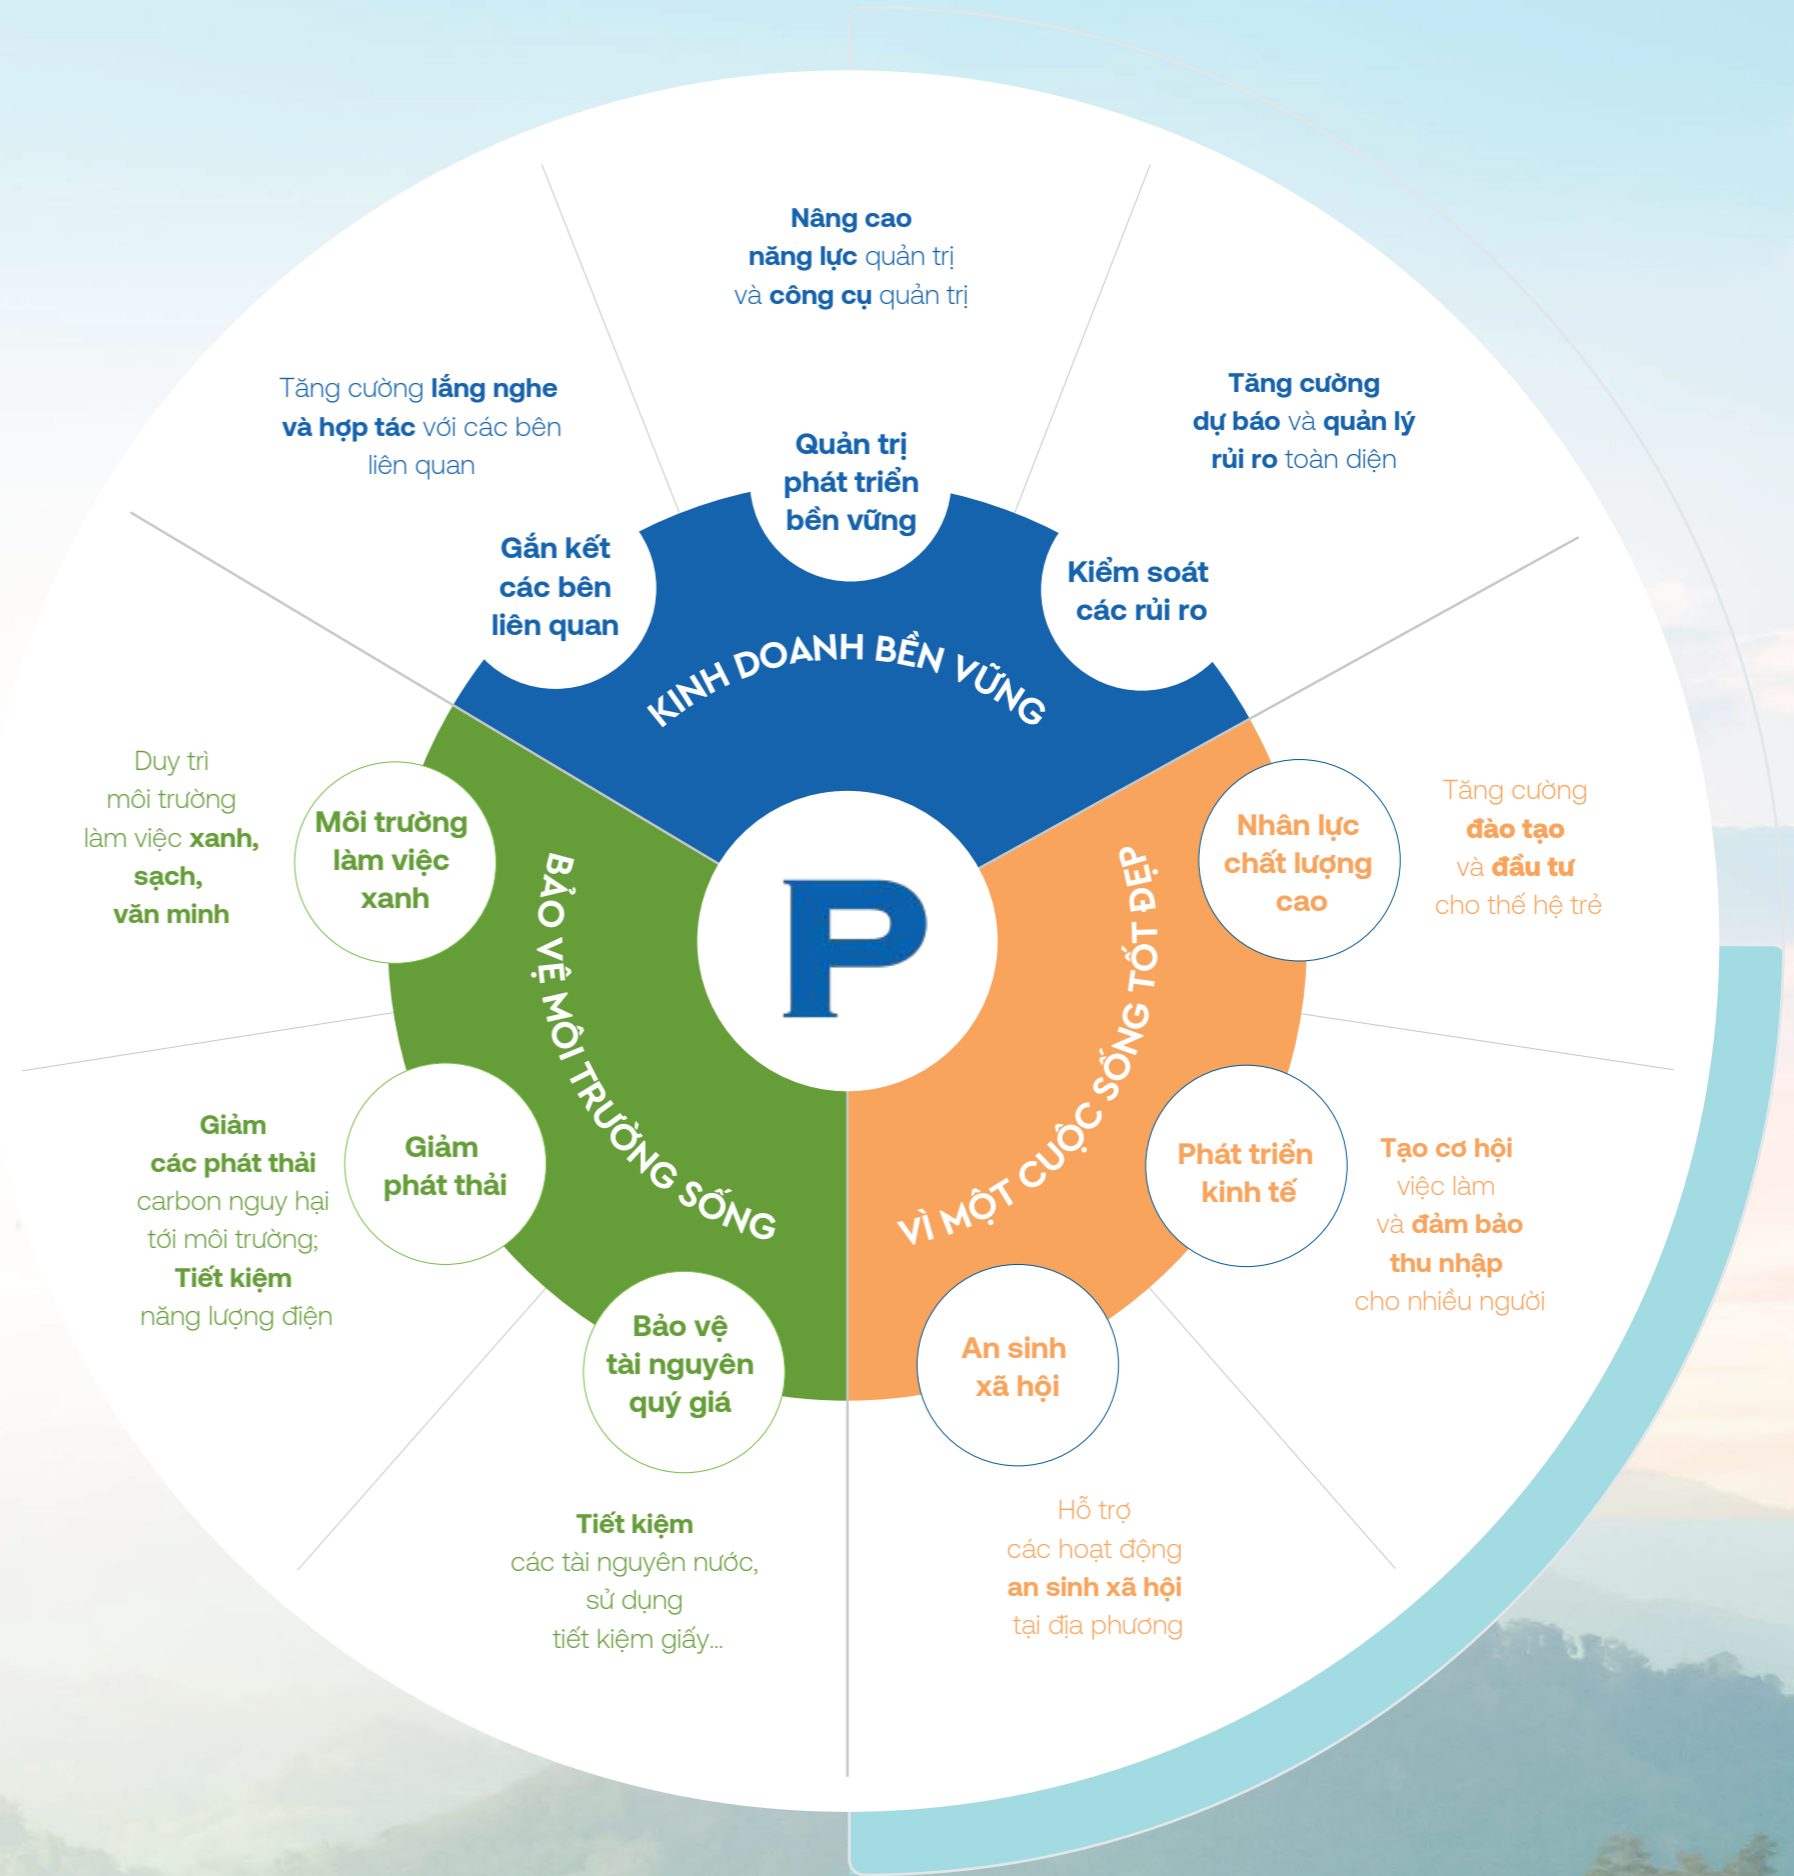 Nâng cao
năng lực quản trị
và công cụ quản trị
Quản trị
phát triển
bền vững
Tăng cường lắng nghe
và hợp tác với các bên
liên quan
Gắn kết
các bên
liên quan
Tăng cường
dự báo và quản lý
rủi ro toàn diện
Kiểm soát
các rủi ro
KINH DOANH BỀN VỮNG
Duy trì
môi trường
làm việc xanh,
sạch,
văn minh
Môi trường
làm việc
xanh
Giảm
các phát thải
carbon nguy hại
tới môi trường;
Tiết kiệm
năng lượng điện
Giảm
phát thải
Bảo vệ
tài nguyên
quý giá
Tiết kiệm
các tài nguyên nước,
sử dụng
tiết kiệm giấy...
BẢO VỆ MÔI TRƯỜNG SỐNG
P
VÌ MỘT CUỘC SỐNG TỐT ĐẸP
Nhân lực
chất lượng
cao
Tăng cường
đào tạo
và đầu tư
cho thế hệ trẻ
Phát triển
kinh tế
Tạo cơ hội
việc làm
và đảm bảo
thu nhập
cho nhiều người
An sinh
xã hội
Hỗ trợ
các hoạt động
an sinh xã hội
tại địa phương